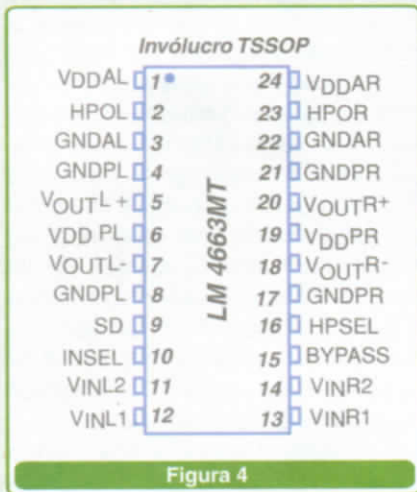 Invólucro TSSOP
VDDAL 1 24 VDDAR
HPOL 2 23 HPOR
GNDAL 3 22 GNDAR
GNDPL 4 21 GNDPR
VOUTL + 5 20 VOUTR+
VDD PL 6 19 VDDPR
VOUTL- 7 18 VOUTR-
GNDPL 8 17 GNDPR
SD 9 16 HPSEL
INSEL 10 15 BYPASS
VINL2 11 14 VINR2
VINL1 12 13 VINR1
LM 4663MT
Figura 4